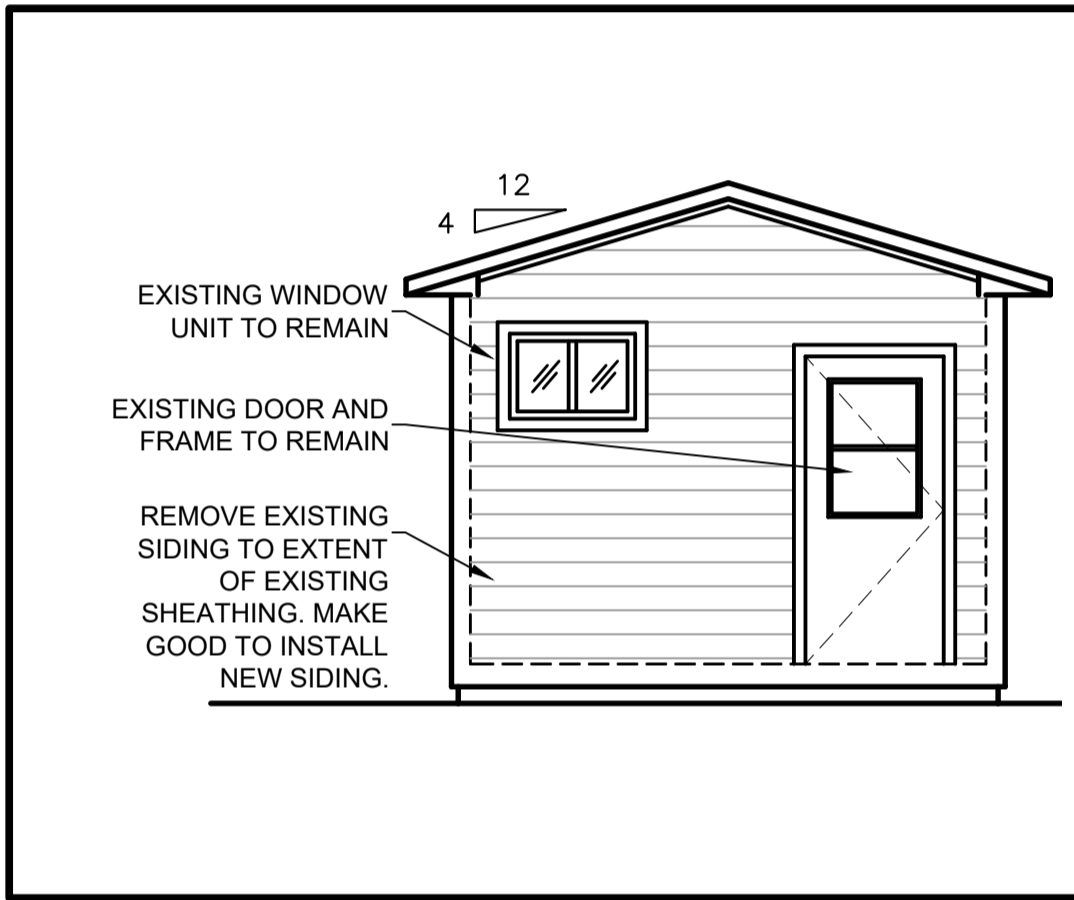 12
4
EXISTING WINDOW
UNIT TO REMAIN
EXISTING DOOR AND
FRAME TO REMAIN
REMOVE EXISTING
SIDING TO EXTENT
OF EXISTING
SHEATHING. MAKE
GOOD TO INSTALL
NEW SIDING.